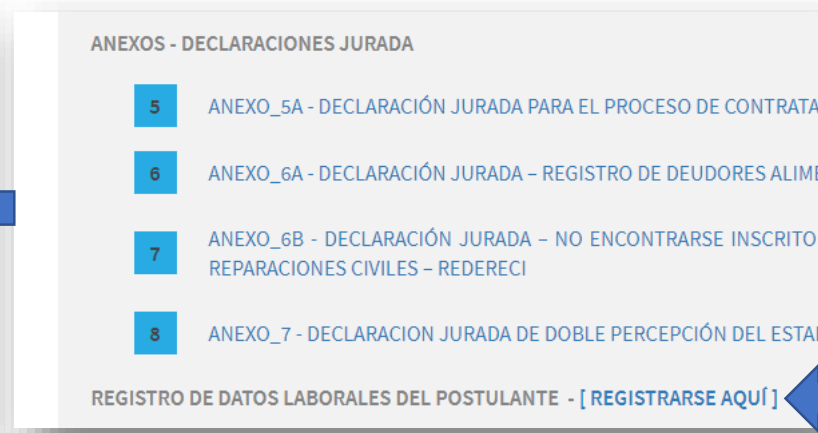 ANEXOS - DECLARACIONES JURADA
5 ANEXO_5A - DECLARACIÓN JURADA PARA EL PROCESO DE CONTRATA
6 ANEXO_6A - DECLARACIÓN JURADA – REGISTRO DE DEUDORES ALIME
7 ANEXO_6B - DECLARACIÓN JURADA – NO ENCONTRARSE INSCRITO
REPARACIONES CIVILES – REDERECI
8 ANEXO_7 - DECLARACION JURADA DE DOBLE PERCEPCIÓN DEL ESTA
REGISTRO DE DATOS LABORALES DEL POSTULANTE - [ REGISTRARSE AQUÍ ]